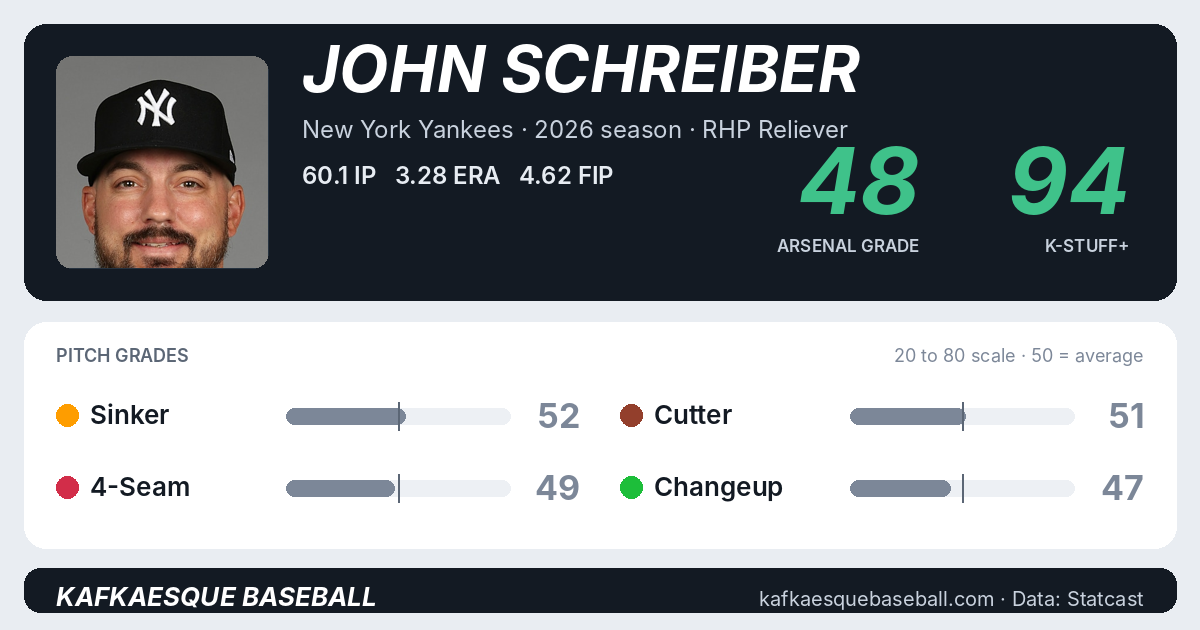 JOHN SCHREIBER
New York Yankees · 2026 season · RHP Reliever
60.1 IP 3.28 ERA 4.62 FIP
48 94
ARSENAL GRADE K-STUFF+
PITCH GRADES 20 to 80 scale · 50 = average
Sinker 52 Cutter 51
4-Seam 49 Changeup 47
KAFKAESQUE BASEBALL kafkaesquebaseball.com · Data: Statcast